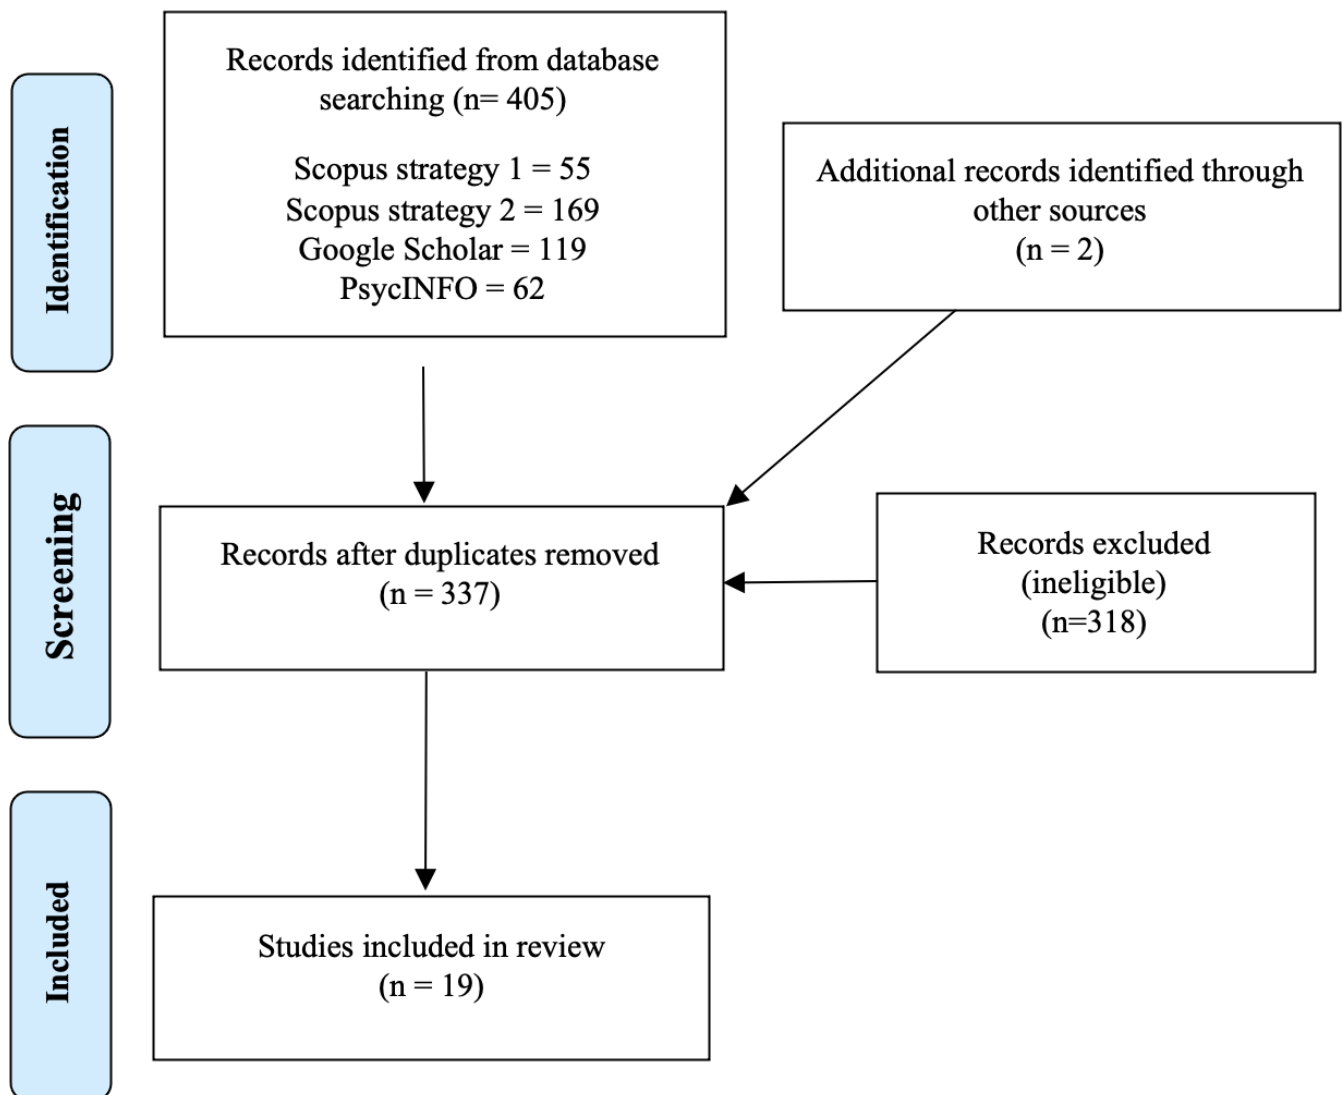 Identification
Records identified from database
searching (n= 405)
Scopus strategy 1 = 55
Scopus strategy 2 = 169
Google Scholar = 119
PsycINFO = 62
Additional records identified through
other sources
(n = 2)
Screening
Records after duplicates removed
(n = 337)
Records excluded
(ineligible)
(n=318)
Included
Studies included in review
(n = 19)